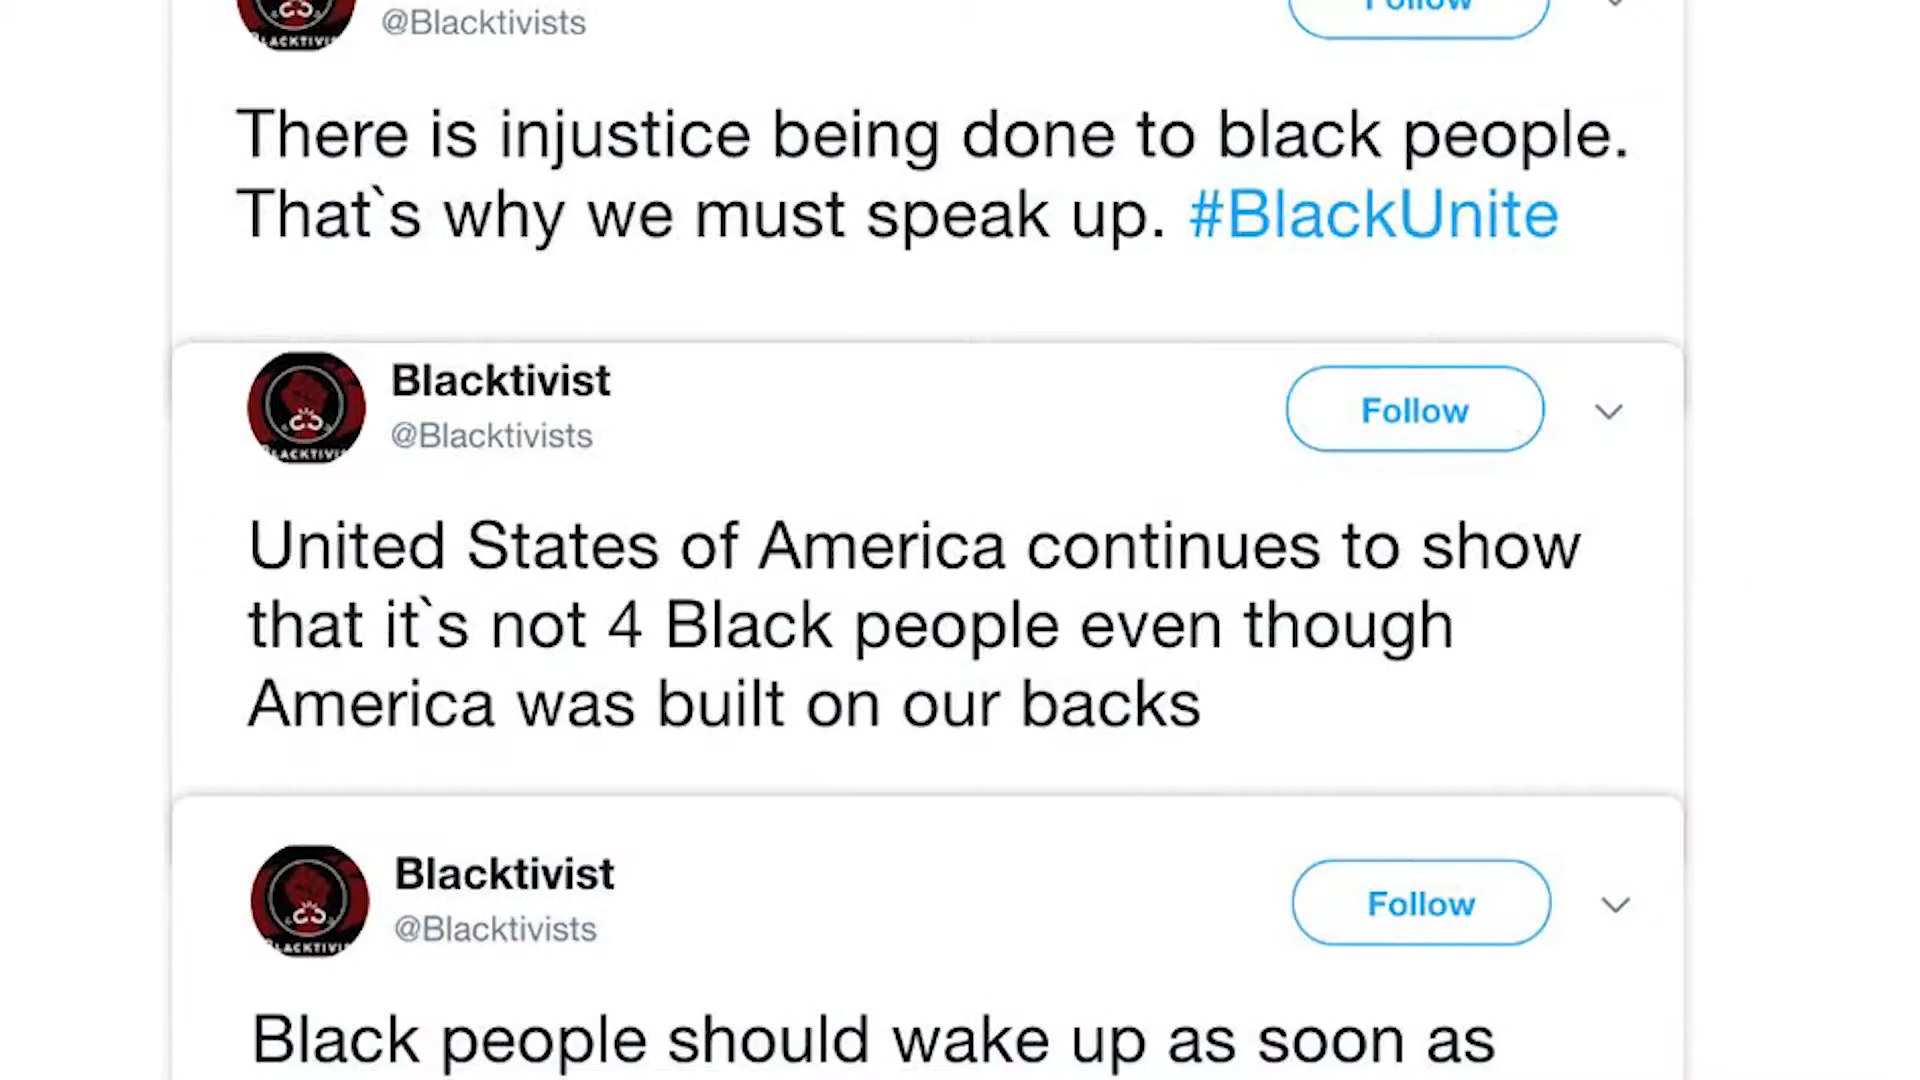 @Blacktivists
Follow
There is injustice being done to black people.
That`s why we must speak up. #BlackUnite
Blacktivist
@Blacktivists
Follow
United States of America continues to show
that it`s not 4 Black people even though
America was built on our backs
Blacktivist
@Blacktivists
Follow
Black people should wake up as soon as